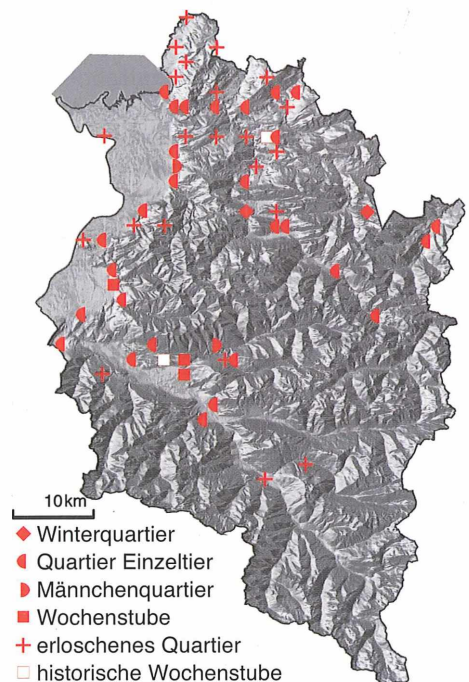 10km
Winterquartier
Quartier Einzeltier
Männchenquartier
Wochenstube
erloschenes Quartier
historische Wochenstube